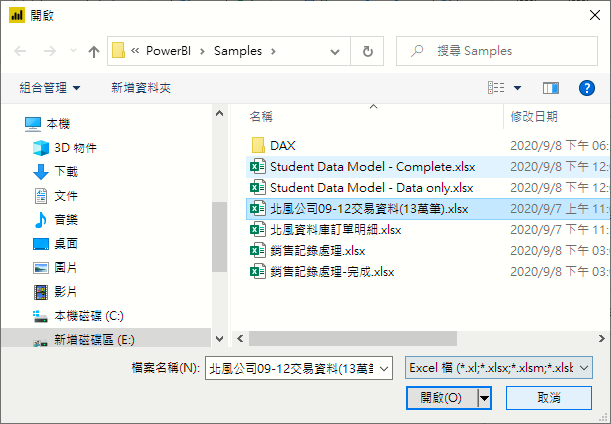 開啟
« PowerBI › Samples ›
搜尋 Samples
組合管理
新增資料夾
名稱
修改日期
本機
3D 物件
下載
文件
音樂
桌面
圖片
影片
本機磁碟 (C:)
新增磁碟區 (E:)
DAX
2020/9/8 下午 06:
Student Data Model - Complete.xlsx
2020/9/8 下午 12:
Student Data Model - Data only.xlsx
2020/9/8 下午 12:
北風公司09-12交易資料(13萬筆).xlsx
2020/9/7 上午 11:
北風資料庫訂單明細.xlsx
2020/9/7 下午 11:
銷售記錄處理.xlsx
2020/9/8 下午 03:
銷售記錄處理-完成.xlsx
2020/9/8 下午 03:
檔案名稱(N):
北風公司09-12交易資料(13萬
Excel 檔 (*.xl;*.xlsx;*.xlsm;*.xlsb
開啟(O)
取消